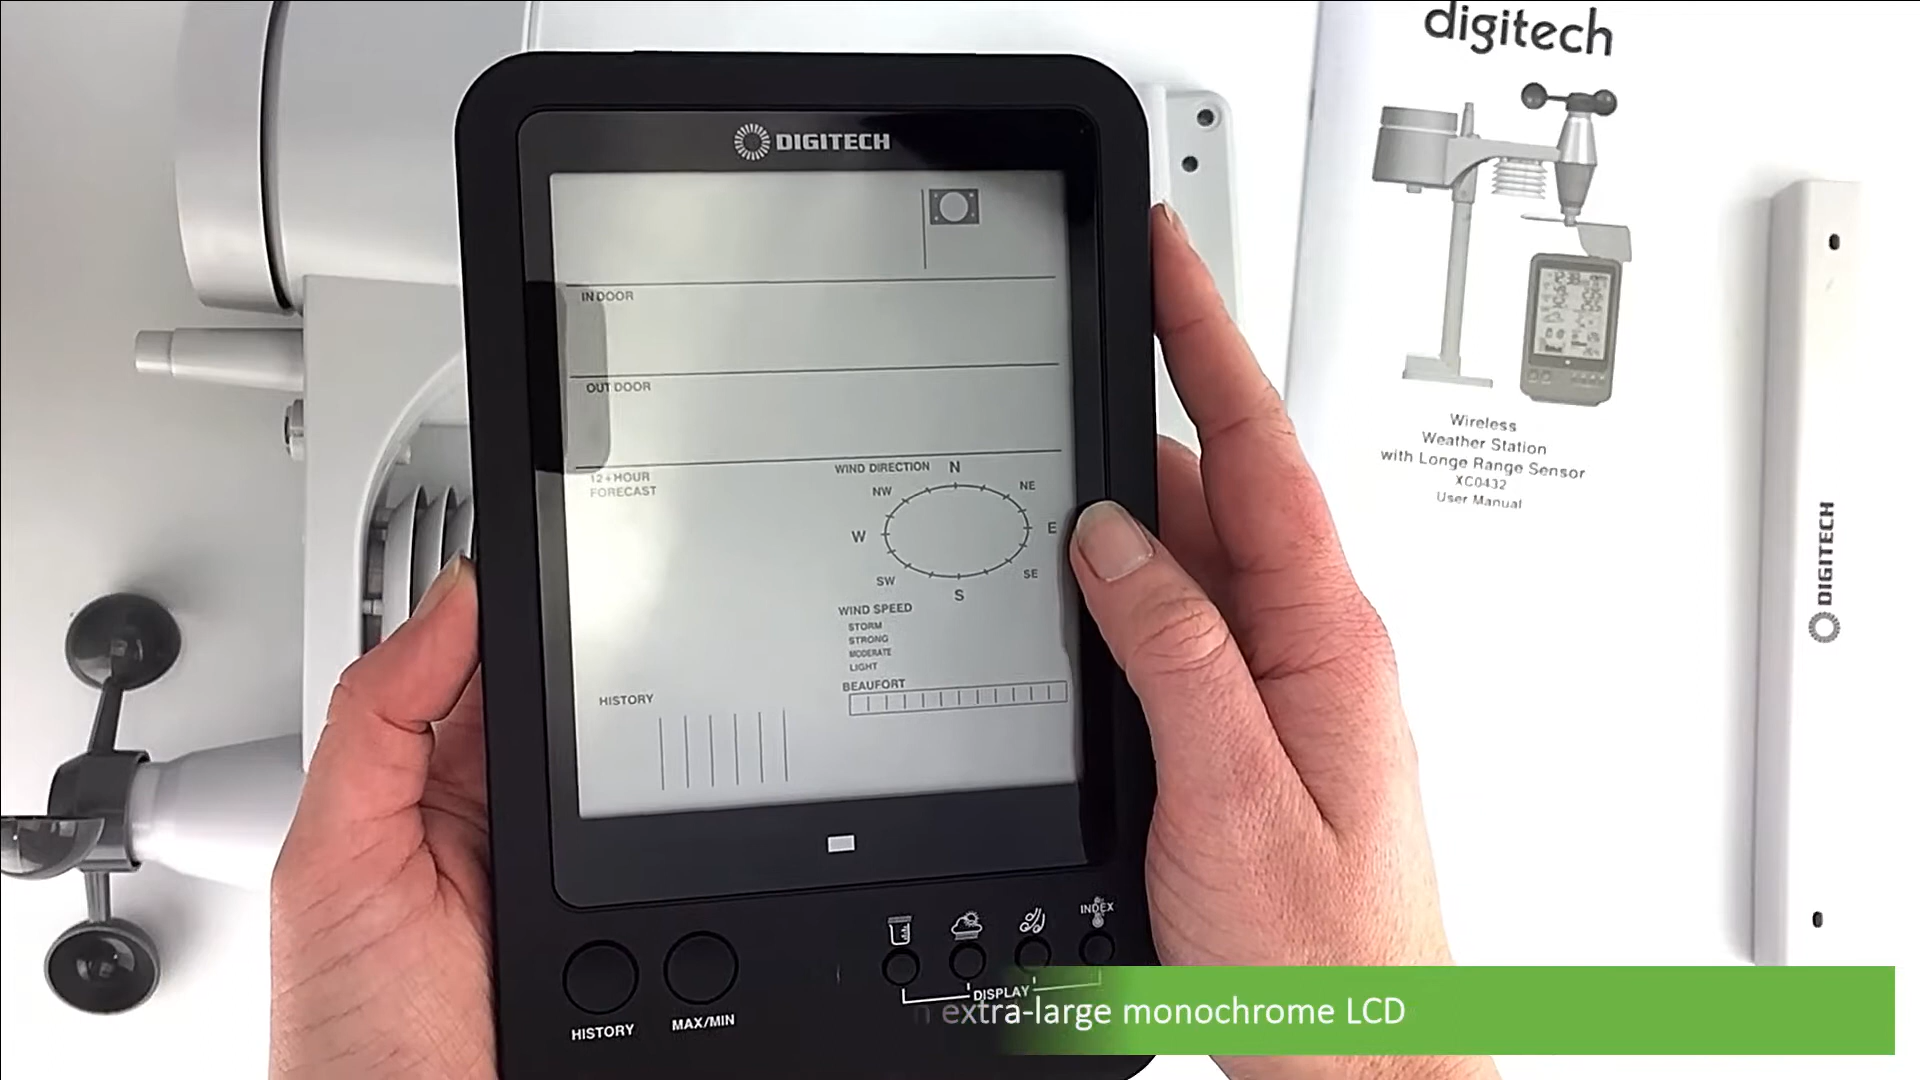 digitech
DIGITECH
IN DOOR
OUT DOOR
12+HOUR
FORECAST
WIND DIRECTION
N
NW
NE
W
E
SW
SE
S
WIND SPEED
STORM
STRONG
MODERATE
LIGHT
BEAUFORT
HISTORY
INDEX
DISPLAY
HISTORY
MAX/MIN
Wireless
Weather Station
with Longe Range Sensor
XC0432
User Manual
DIGITECH
n extra-large monochrome LCD